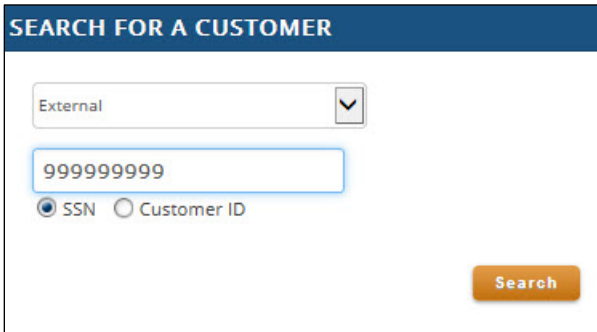 SEARCH FOR A CUSTOMER
External
999999999
SSN Customer ID
Search